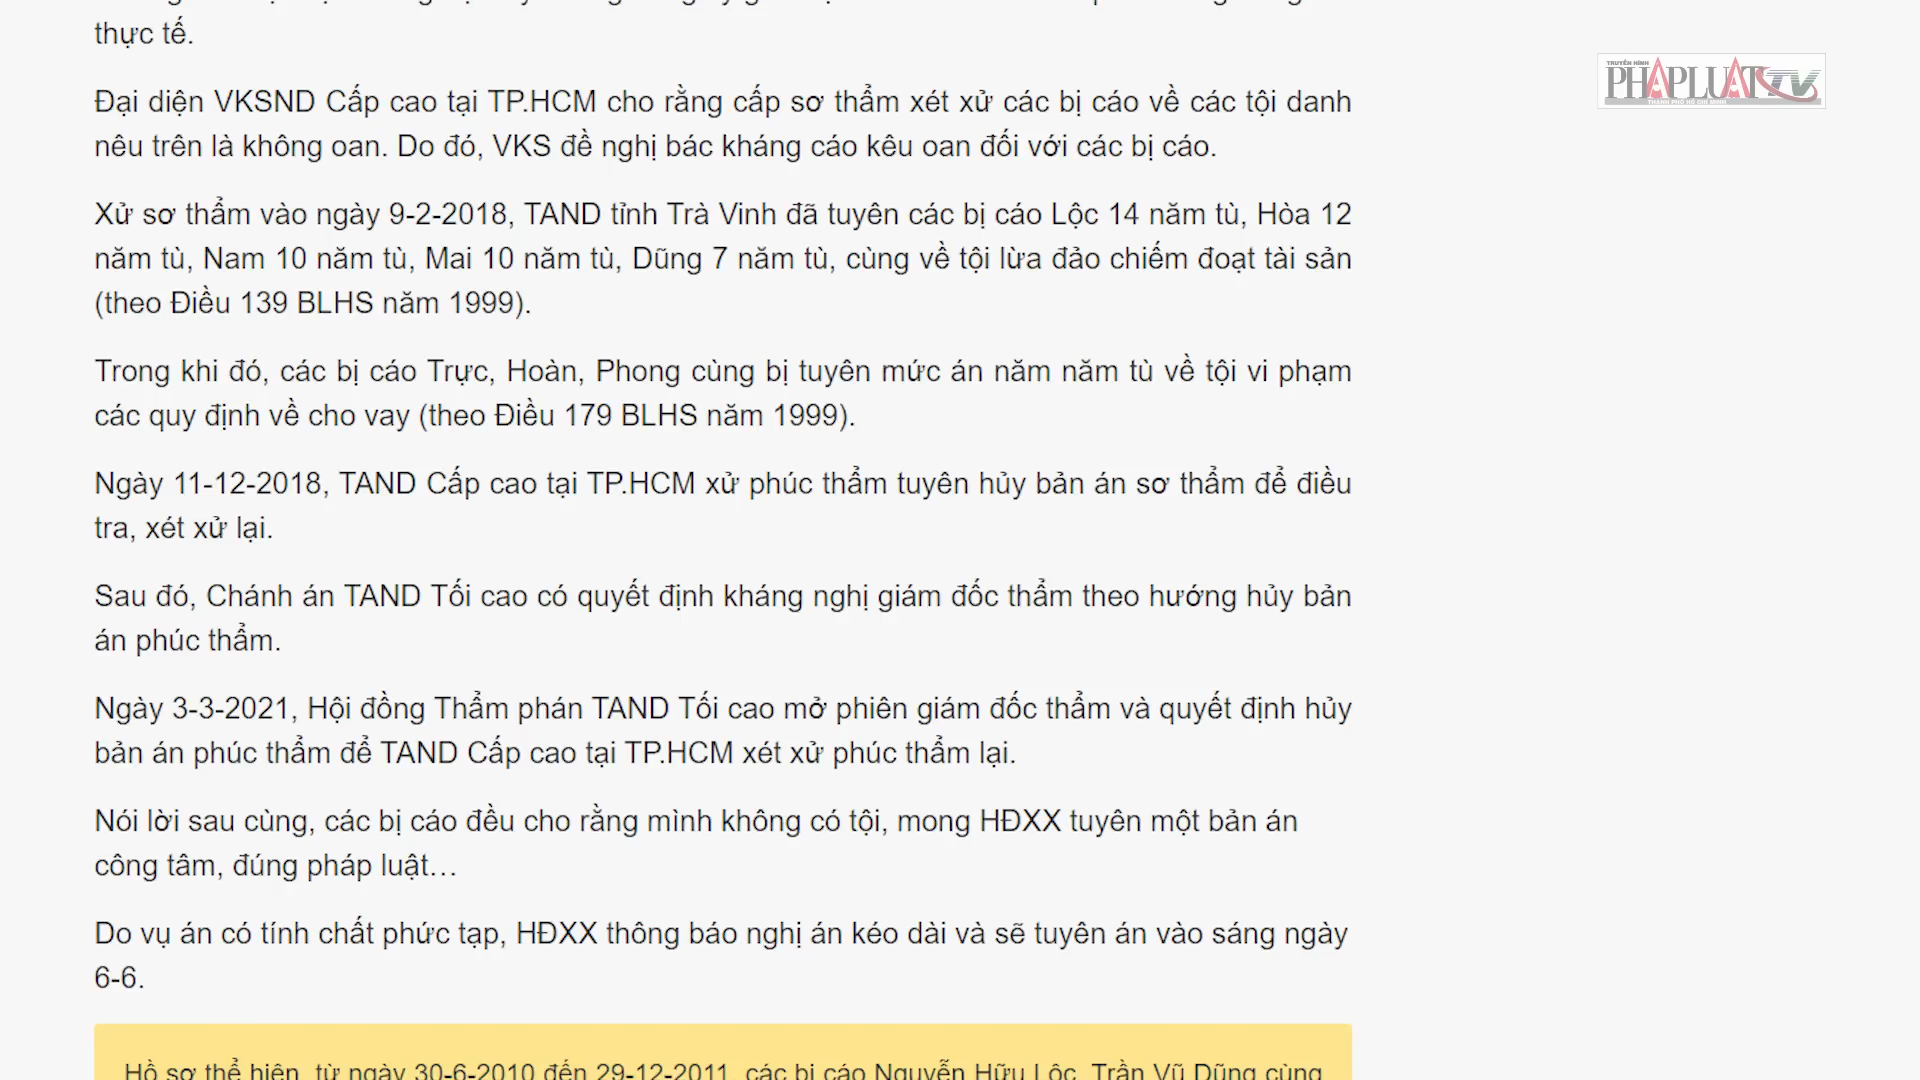 thực tế.
Đại diện VKSND Cấp cao tại TP.HCM cho rằng cấp sơ thẩm xét xử các bị cáo về các tội danh
nêu trên là không oan. Do đó, VKS đề nghị bác kháng cáo kêu oan đối với các bị cáo.
Xử sơ thẩm vào ngày 9-2-2018, TAND tỉnh Trà Vinh đã tuyên các bị cáo Lộc 14 năm tù, Hòa 12
năm tù, Nam 10 năm tù, Mai 10 năm tù, Dũng 7 năm tù, cùng về tội lừa đảo chiếm đoạt tài sản
(theo Điều 139 BLHS năm 1999).
Trong khi đó, các bị cáo Trực, Hoàn, Phong cùng bị tuyên mức án năm năm tù về tội vi phạm
các quy định về cho vay (theo Điều 179 BLHS năm 1999).
Ngày 11-12-2018, TAND Cấp cao tại TP.HCM xử phúc thẩm tuyên hủy bản án sơ thẩm để điều
tra, xét xử lại.
Sau đó, Chánh án TAND Tối cao có quyết định kháng nghị giám đốc thẩm theo hướng hủy bản
án phúc thẩm.
Ngày 3-3-2021, Hội đồng Thẩm phán TAND Tối cao mở phiên giám đốc thẩm và quyết định hủy
bản án phúc thẩm để TAND Cấp cao tại TP.HCM xét xử phúc thẩm lại.
Nói lời sau cùng, các bị cáo đều cho rằng mình không có tội, mong HĐXX tuyên một bản án
công tâm, đúng pháp luật…
Do vụ án có tính chất phức tạp, HĐXX thông báo nghị án kéo dài và sẽ tuyên án vào sáng ngày
6-6.
Hồ sơ thể hiện, từ ngày 30-6-2010 đến 29-12-2011, các bị cáo Nguyễn Hữu Lộc, Trần Vũ Dũng cùng
TRUYỀN HÌNH
PHÁPLUẬT TV
THÀNH PHỐ HỒ CHÍ MINH